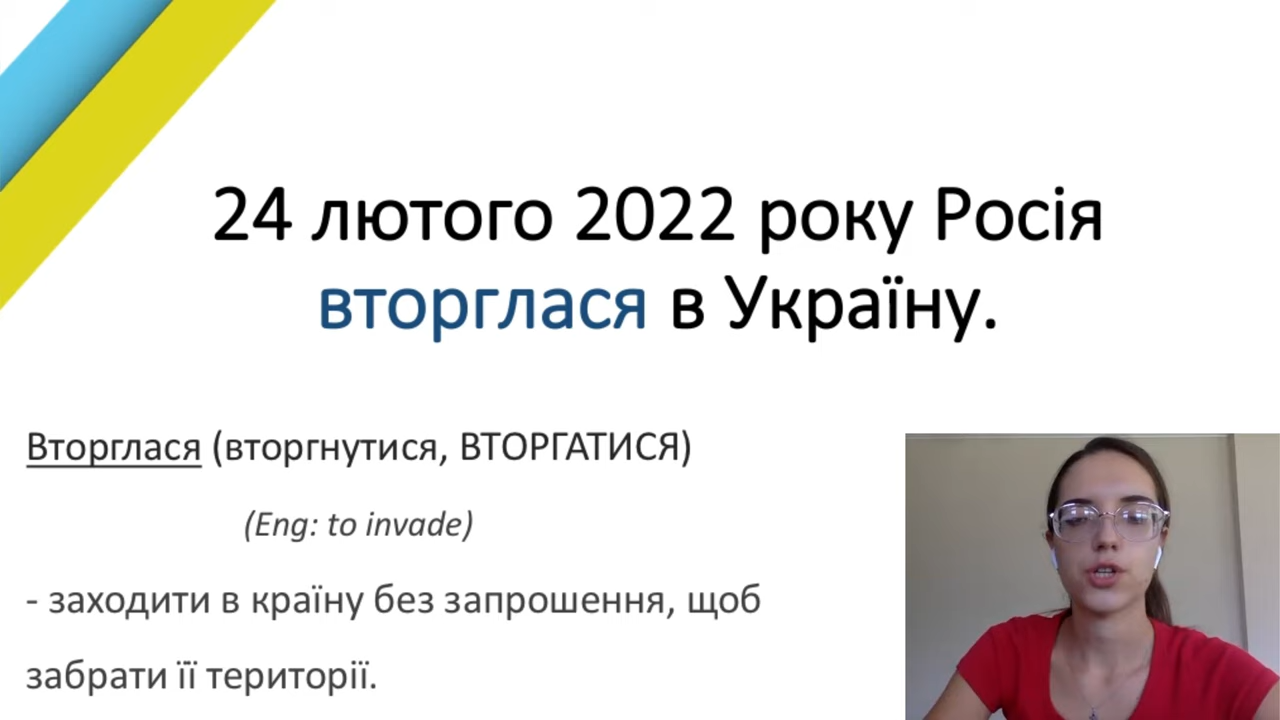 24 лютого 2022 року Росія
вторглася в Україну.
Вторглася (вторгнутися, ВТОРГАТИСЯ)
(Eng: to invade)
- заходити в країну без запрошення, щоб
забрати її території.